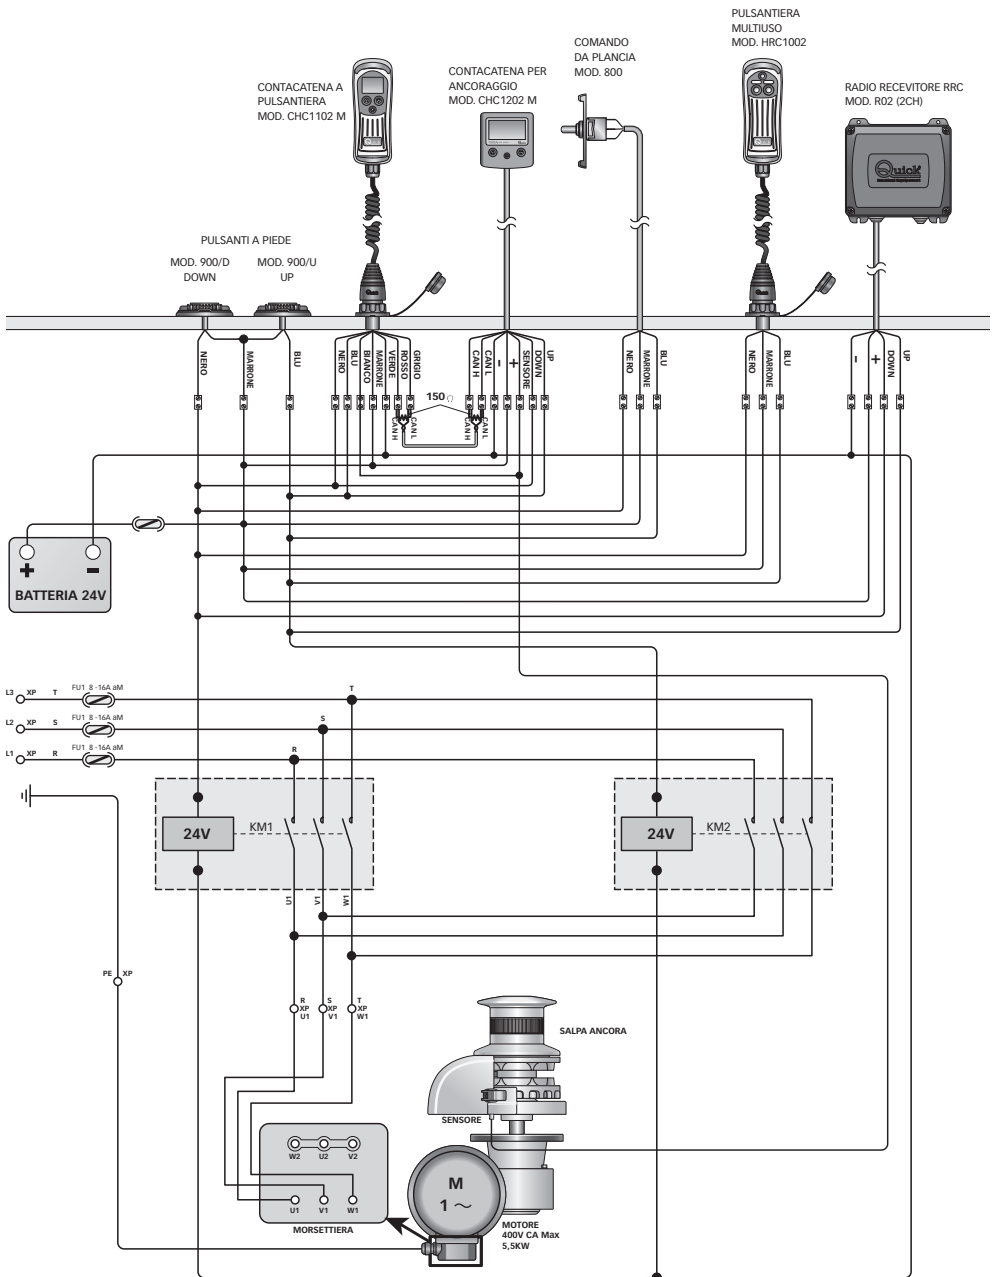 PULSANTIERA
MULTIUSO
MOD. HRC1002
COMANDO
DA PLANCIA
MOD. 800
CONTACATENA PER
ANCORAGGIO
MOD. CHC1202 M
CONTACATENA A
PULSANTIERA
MOD. CHC1102 M
RADIO RECEVITORE RRC
MOD. R02 (2CH)
Quick®
PULSANTI A PIEDE
MOD. 900/D
DOWN
MOD. 900/U
UP
NERO
MARRONE
BLU
NERO
BLU
BIANCO
MARRONE
VERDE
ROSSO
GRIGIO
CAN H
CAN L
-
+
SENSORE
DOWN
UP
NERO
MARRONE
BLU
NERO
MARRONE
BLU
-
+
DOWN
UP
150 Ω
CAN H
CAN L
CAN H
CAN L
+
-
BATTERIA 24V
L3 XP T FU1 8 -16A aM T
L2 XP S FU1 8 -16A aM S
L1 XP R FU1 8 -16A aM R
24V KM1
24V KM2
U1
V1
W1
PE XP
R
XP
U1
S
XP
V1
T
XP
W1
SALPA ANCORA
SENSORE
W2 U2 V2
U1 V1 W1
MORSETTIERA
M
1 ~
MOTORE
400V CA Max
5,5KW